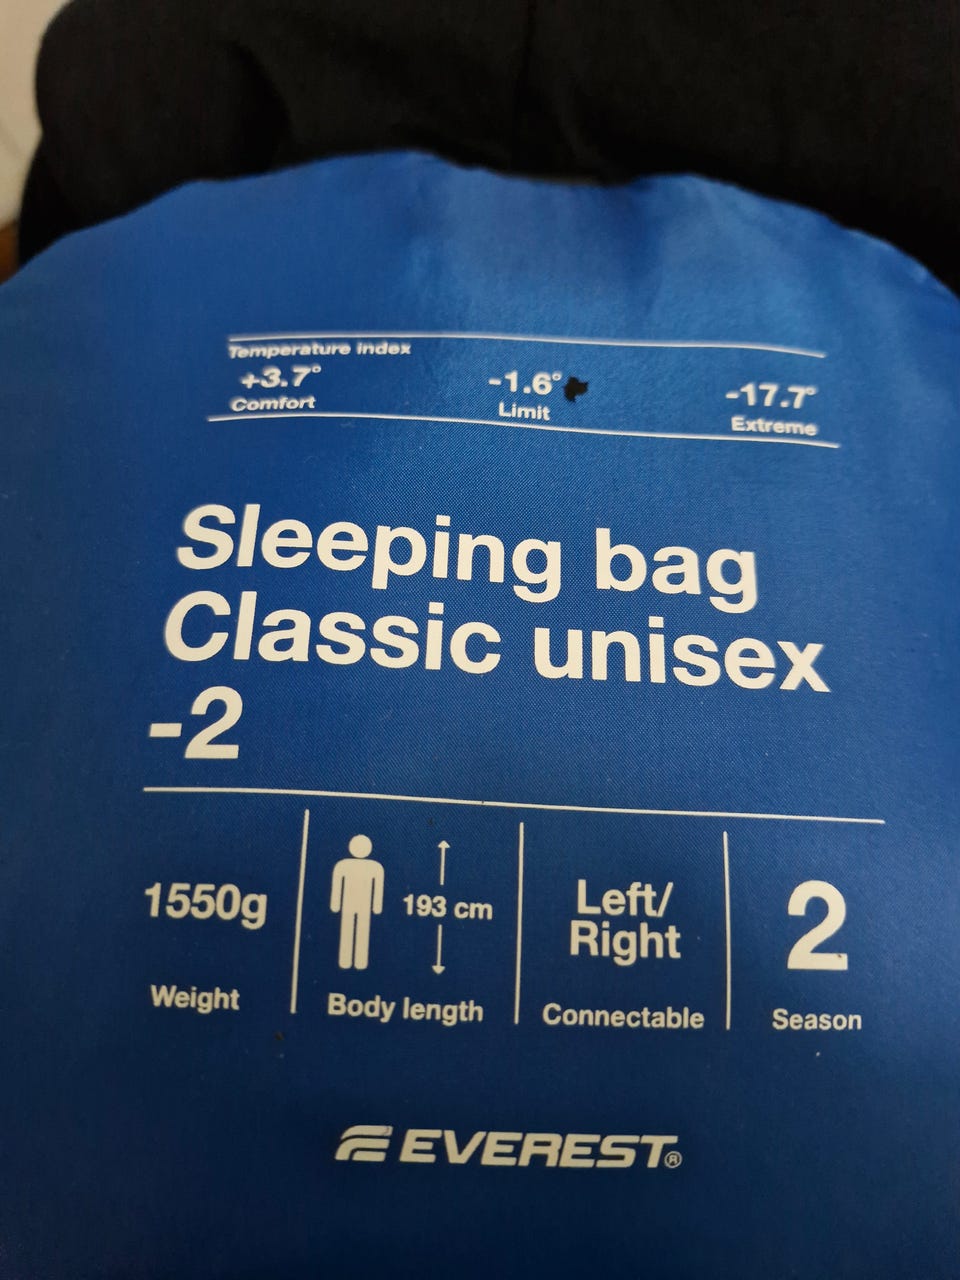 Temperature index
+3.7° -1.6° -17.7°
Comfort Limit Extreme
Sleeping bag
Classic unisex
-2
1550g 193 cm Left/ 2
Right
Weight Body length Connectable Season
EVEREST®